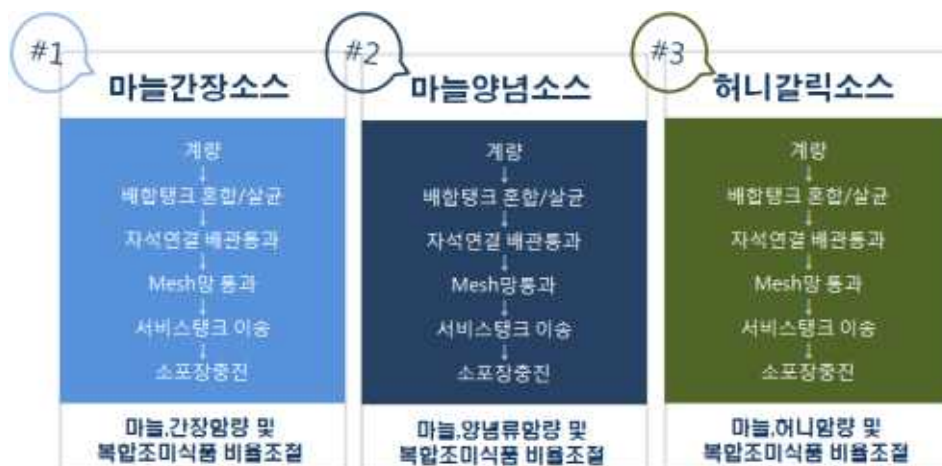 #1
마늘간장소스
계량
↓
배합탱크 혼합/살균
↓
자석연결 배관통과
↓
Mesh망 통과
↓
서비스탱크 이송
↓
소포장충진
마늘,간장함량 및
복합조미식품 비율조절
#2
마늘양념소스
계량
↓
배합탱크 혼합/살균
↓
자석연결 배관통과
↓
Mesh망통과
↓
서비스탱크 이송
↓
소포장충진
마늘,양념류함량 및
복합조미식품 비율조절
#3
허니갈릭소스
계량
↓
배합탱크 혼합/살균
↓
자석연결 배관통과
↓
Mesh망 통과
↓
서비스탱크 이송
↓
소포장충진
마늘,허니함량 및
복합조미식품 비율조절